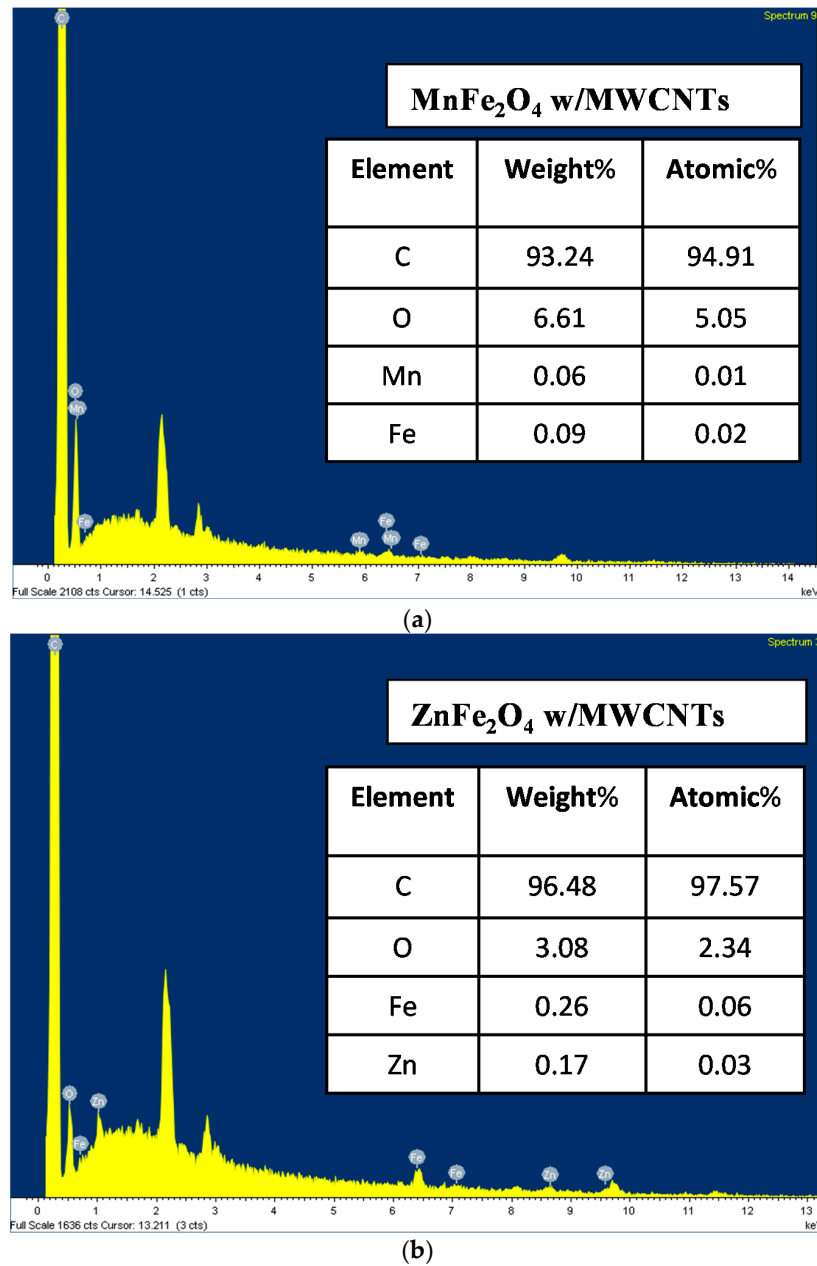 Spectrum 9
C
MnFe₂O₄ w/MWCNTs
Element Weight% Atomic%
C 93.24 94.91
O 6.61 5.05
Mn 0.06 0.01
Fe 0.09 0.02
O
Mn
Fe
Mn
Fe
Mn
Fe
0 1 2 3 4 5 6 7 8 9 10 11 12 13 14
Full Scale 2108 cts Cursor: 14.525 (1 cts) keV
(a)
Spectrum
C
ZnFe₂O₄ w/MWCNTs
Element Weight% Atomic%
C 96.48 97.57
O 3.08 2.34
Fe 0.26 0.06
Zn 0.17 0.03
O
Zn
Fe
Fe
Fe
Zn
Zn
0 1 2 3 4 5 6 7 8 9 10 11 12 13
Full Scale 1636 cts Cursor: 13.211 (3 cts) ke
(b)